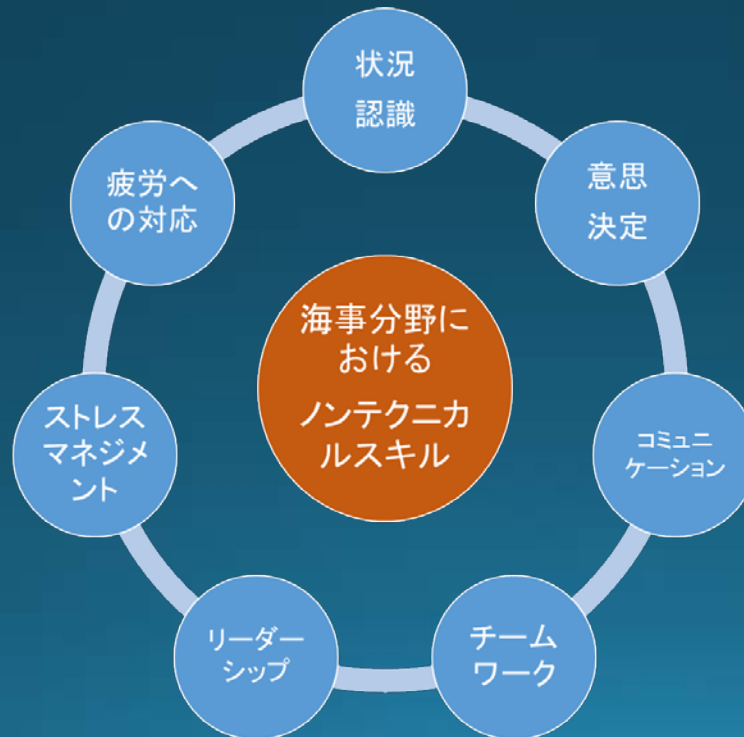 状況
認識
意思
決定
コミュニ
ケーション
チーム
ワーク
リーダー
シップ
ストレス
マネジメ
ント
疲労へ
の対応
海事分野に
おける
ノンテクニカ
ルスキル